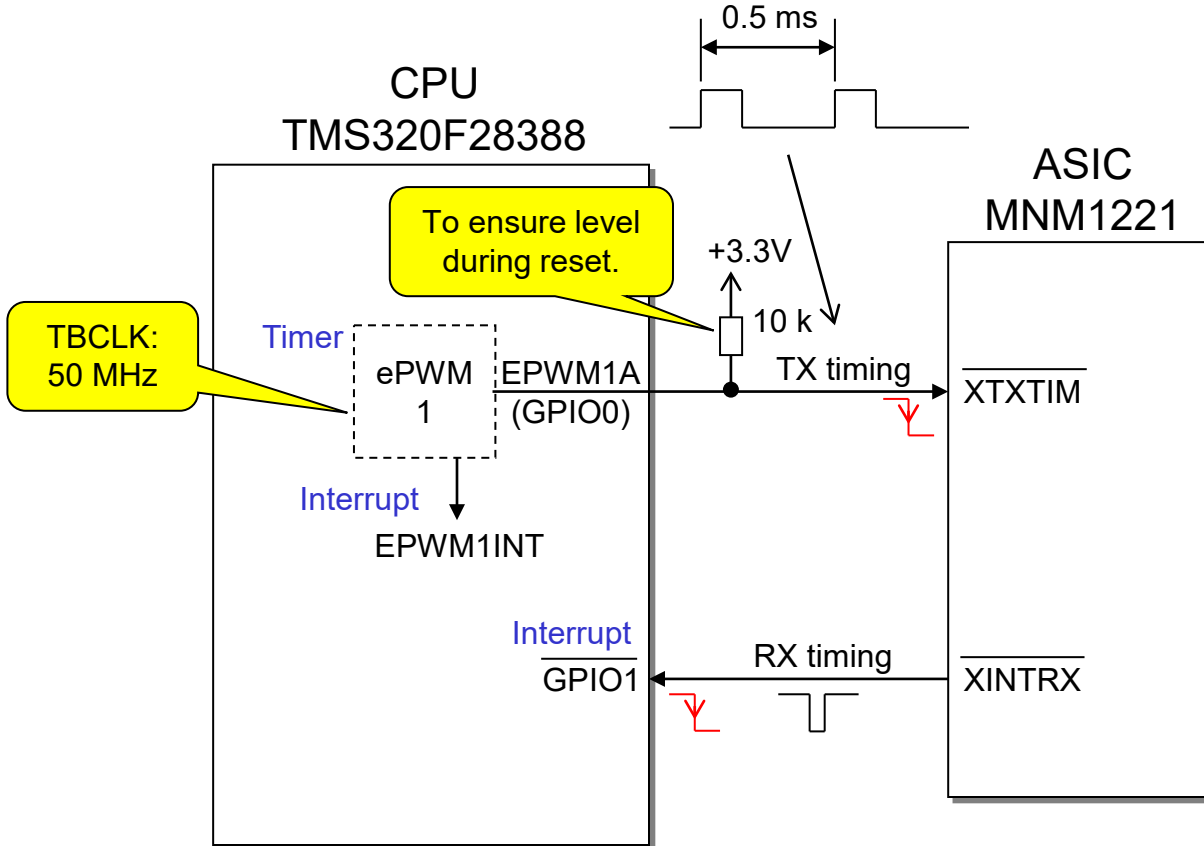 0.5 ms
CPU
TMS320F28388
ASIC
MNM1221
To ensure level
during reset.
+3.3V
10 k
TBCLK:
50 MHz
Timer
ePWM
1
EPWM1A
(GPIO0)
TX timing
XTXTIM
Interrupt
EPWM1INT
Interrupt
GPIO1
RX timing
XINTRX